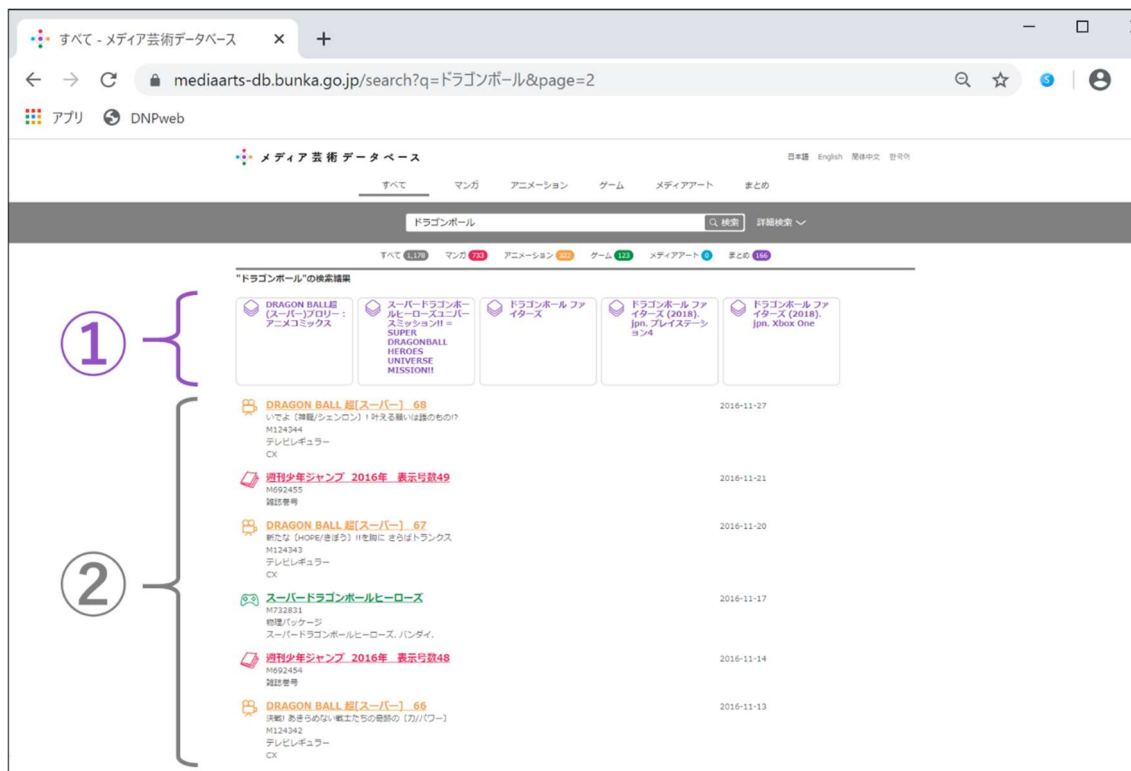 すべて - メディア芸術データベース
mediaarts-db.bunka.go.jp/search?q=ドラゴンボール&page=2
アプリ DNPweb
メディア芸術データベース
日本語 English 简体中文 한국어
すべて マンガ アニメーション ゲーム メディアアート まとめ
ドラゴンボール 検索 詳細検索
すべて 1,178 マンガ 733 アニメーション 322 ゲーム 123 メディアアート 0 まとめ 166
"ドラゴンボール"の検索結果
①
DRAGON BALL超
(スーパー)ブロリー :
アニメコミックス
スーパードラゴンボー
ルヒーローズユニバー
スミッション!! =
SUPER
DRAGONBALL
HEROES
UNIVERSE
MISSION!!
ドラゴンボール ファ
イターズ
ドラゴンボール ファ
イターズ (2018).
jpn. プレイステーシ
ョン4
ドラゴンボール ファ
イターズ (2018).
jpn. Xbox One
②
DRAGON BALL 超[スーパー] 68 2016-11-27
いでよ〔神龍/シェンロン〕! 叶える願いは誰のもの!?
M124344
テレビレギュラー
CX
週刊少年ジャンプ 2016年 表示号数49 2016-11-21
M692455
雑誌巻号
DRAGON BALL 超[スーパー] 67 2016-11-20
新たな〔HOPE/きぼう〕!!を胸に さらばトランクス
M124343
テレビレギュラー
CX
スーパードラゴンボールヒーローズ 2016-11-17
M732831
物理パッケージ
スーパードラゴンボールヒーローズ. バンダイ.
週刊少年ジャンプ 2016年 表示号数48 2016-11-14
M692454
雑誌巻号
DRAGON BALL 超[スーパー] 66 2016-11-13
決戦! あきらめない戦士たちの奇跡の〔力/パワー〕
M124342
テレビレギュラー
CX